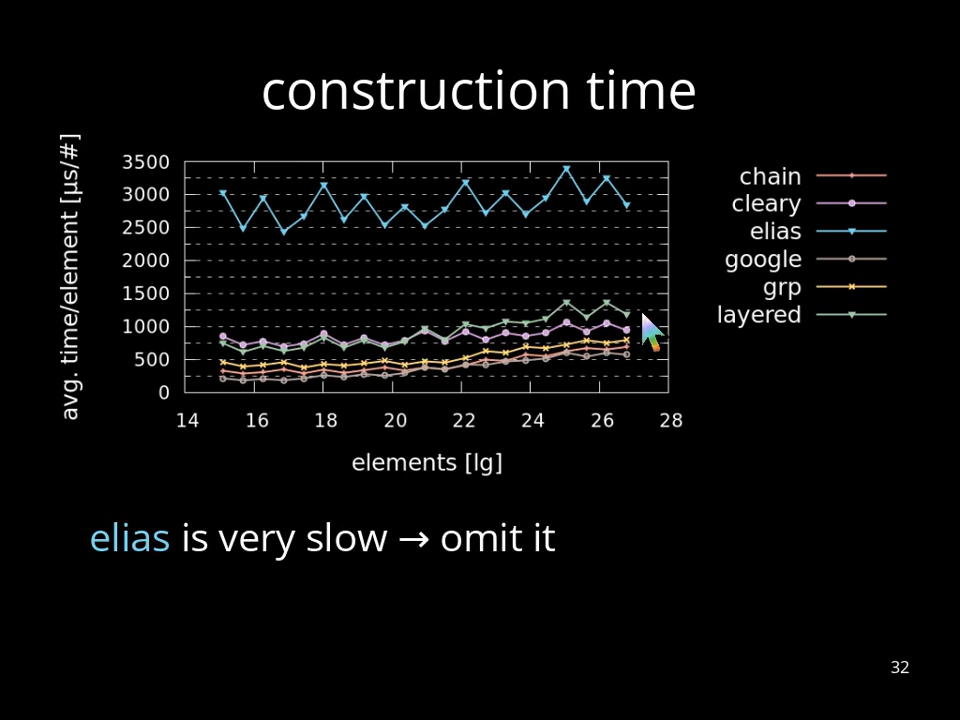 construction time
avg. time/element [µs/#]
3500
3000
2500
2000
1500
1000
500
0
14 16 18 20 22 24 26 28
elements [lg]
chain
cleary
elias
google
grp
layered
elias is very slow → omit it
32